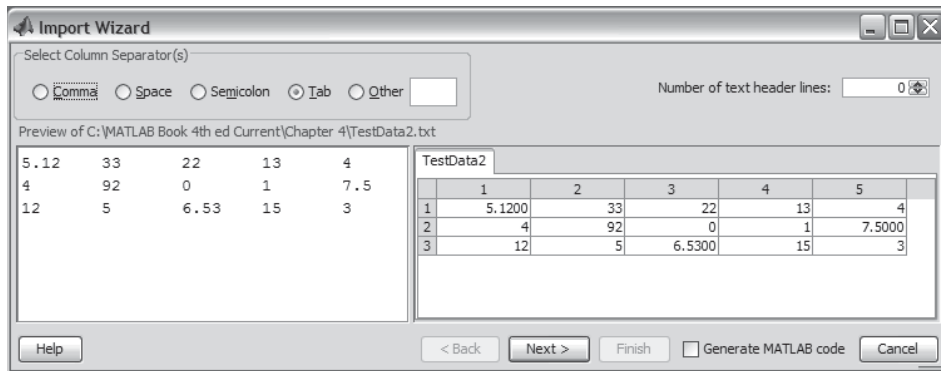 Import Wizard
Select Column Separator(s)
Comma Space Semicolon Tab Other
Number of text header lines: 0
Preview of C:\MATLAB Book 4th ed Current\Chapter 4\TestData2.txt
5.12 33 22 13 4
4 92 0 1 7.5
12 5 6.53 15 3
TestData2
1 2 3 4 5
1 5.1200 33 22 13 4
2 4 92 0 1 7.5000
3 12 5 6.5300 15 3
Help < Back Next > Finish Generate MATLAB code Cancel